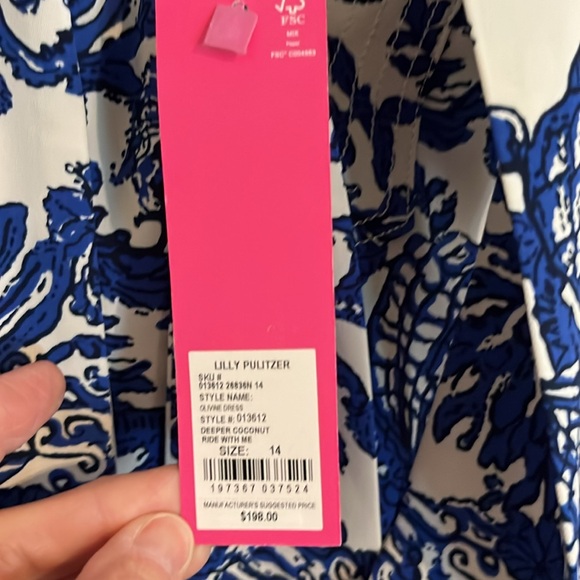 FSC
MIX
Paper
LILLY PULITZER
SKU #
013612 26836N 14
STYLE NAME:
OLIVINE DRESS
STYLE #: 013612
DEEPER COCONUT
RIDE WITH ME
SIZE: 14
197367 037524
MANUFACTURER'S SUGGESTED PRICE
$198.00